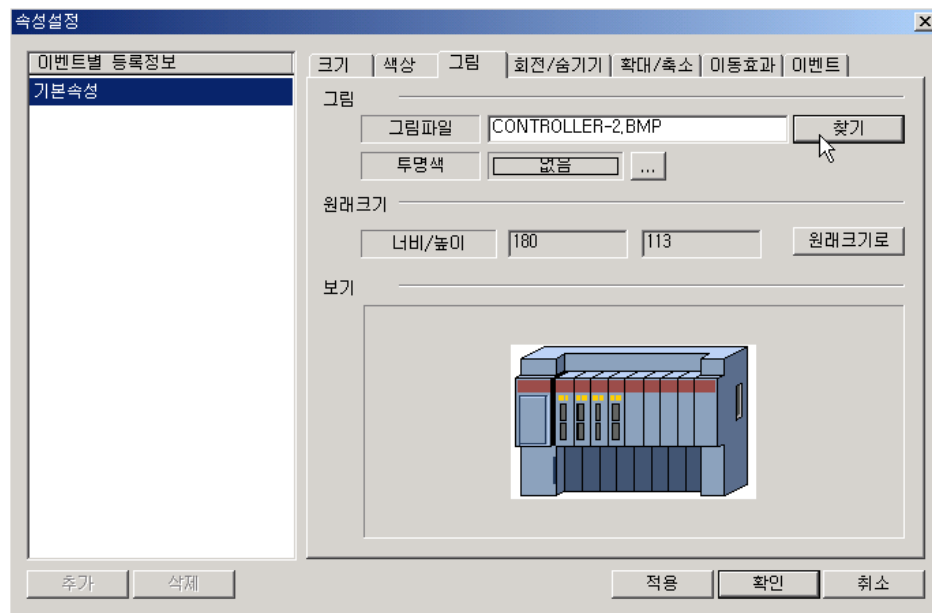 속성설정
이벤트별 등록정보
기본속성
크기 색상 그림 회전/숨기기 확대/축소 이동효과 이벤트
그림
그림파일 CONTROLLER-2.BMP 찾기
투명색 없음 ...
원래크기
너비/높이 180 113 원래크기로
보기
추가 삭제 적용 확인 취소